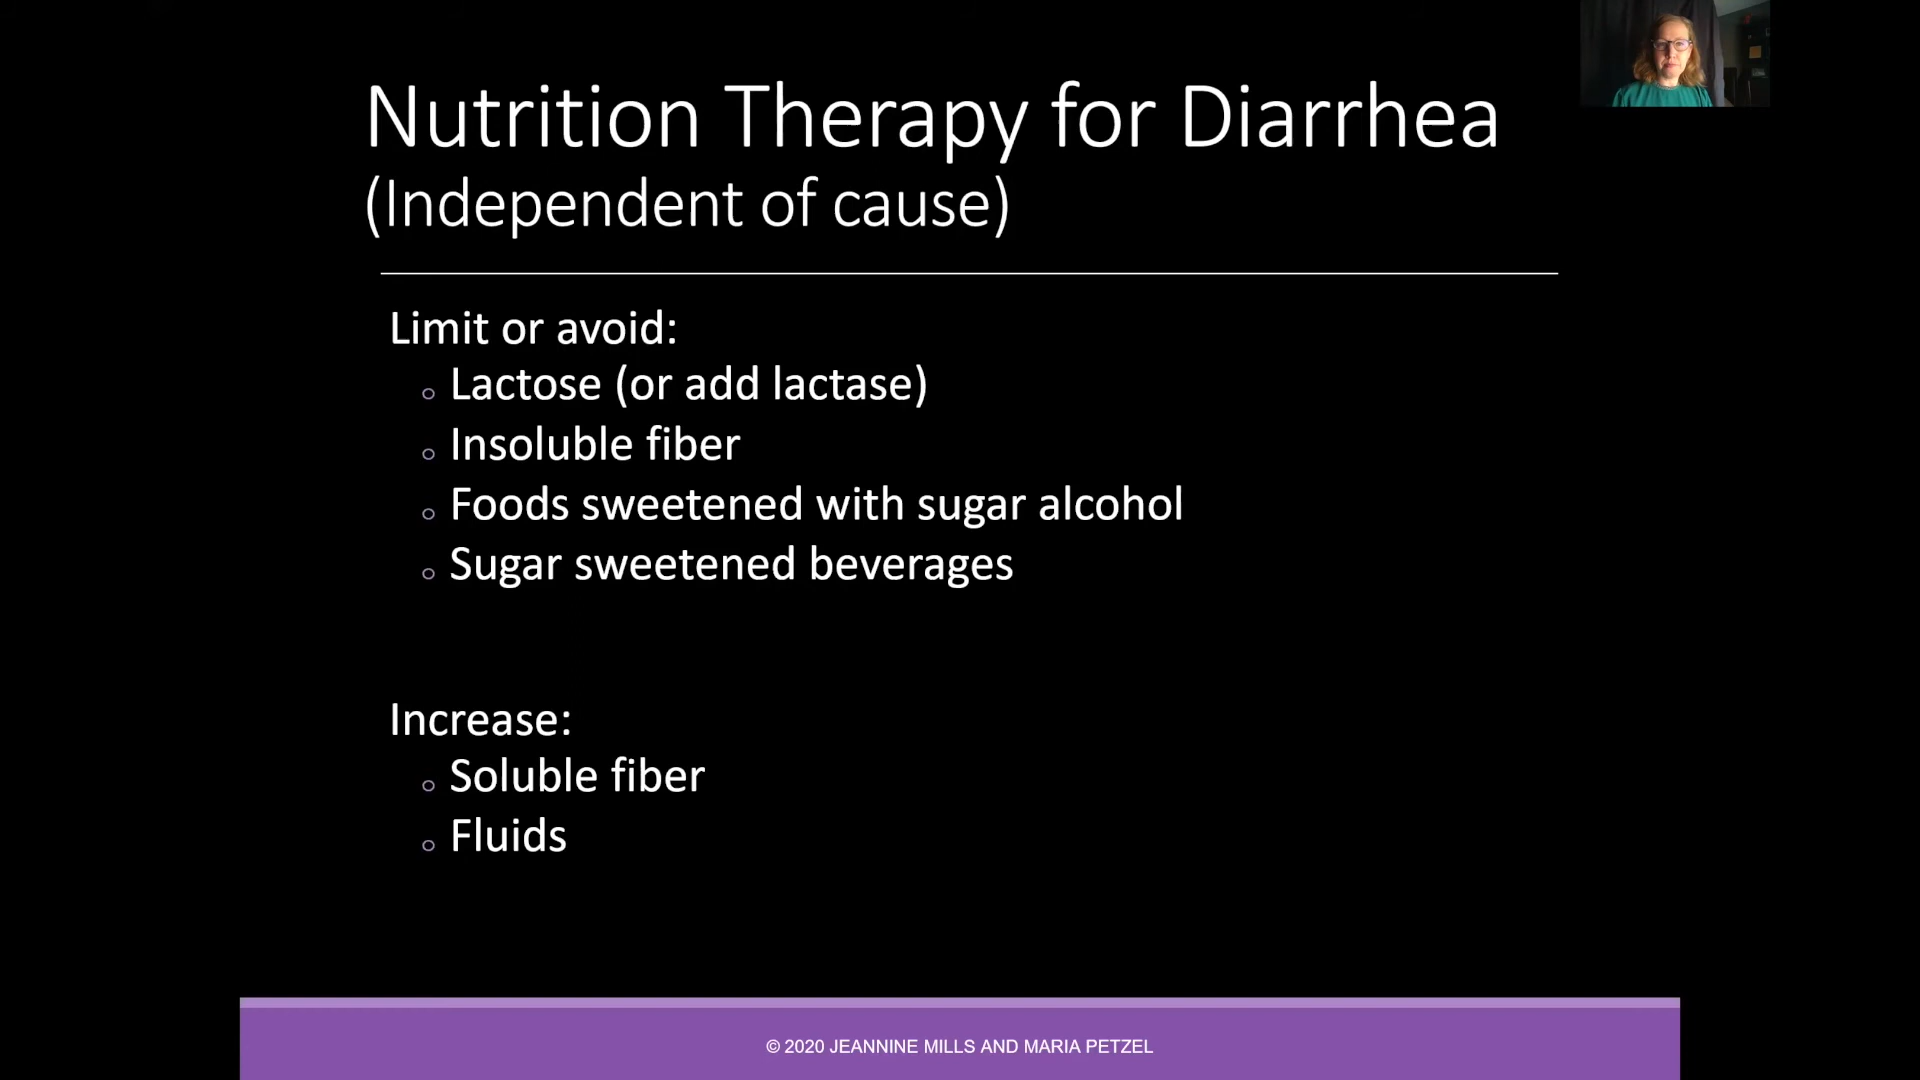 Nutrition Therapy for Diarrhea
(Independent of cause)
Limit or avoid:
o Lactose (or add lactase)
o Insoluble fiber
o Foods sweetened with sugar alcohol
o Sugar sweetened beverages
Increase:
o Soluble fiber
o Fluids
© 2020 JEANNINE MILLS AND MARIA PETZEL